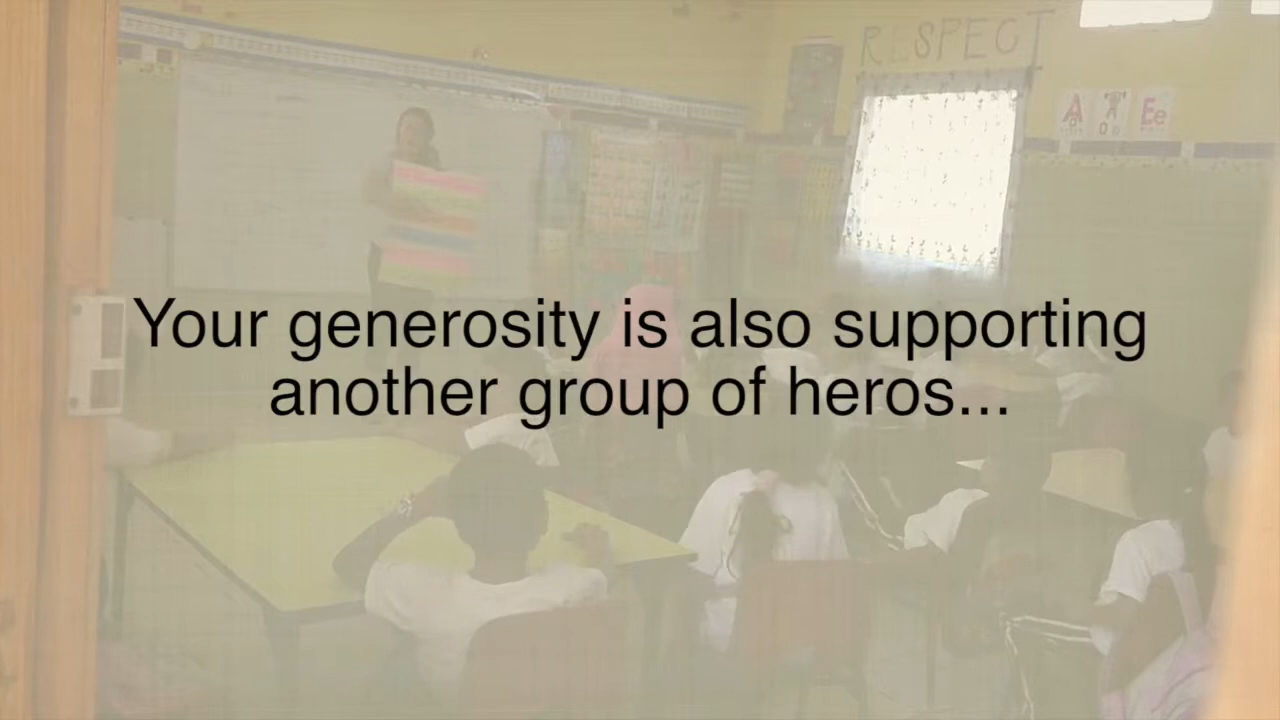 RESPECT
A
Ee
Your generosity is also supporting
another group of heros...